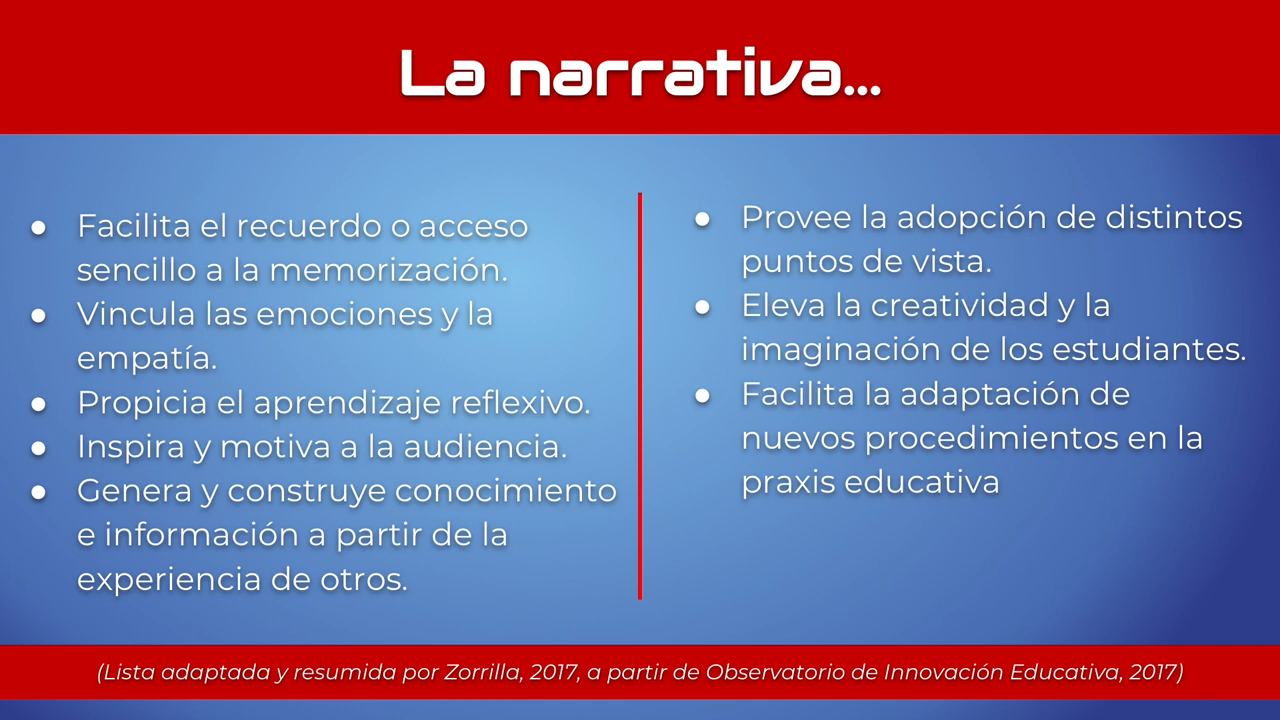 La narrativa...
● Facilita el recuerdo o acceso
sencillo a la memorización.
● Vincula las emociones y la
empatía.
● Propicia el aprendizaje reflexivo.
● Inspira y motiva a la audiencia.
● Genera y construye conocimiento
e información a partir de la
experiencia de otros.
● Provee la adopción de distintos
puntos de vista.
● Eleva la creatividad y la
imaginación de los estudiantes.
● Facilita la adaptación de
nuevos procedimientos en la
praxis educativa
(Lista adaptada y resumida por Zorrilla, 2017, a partir de Observatorio de Innovación Educativa, 2017)